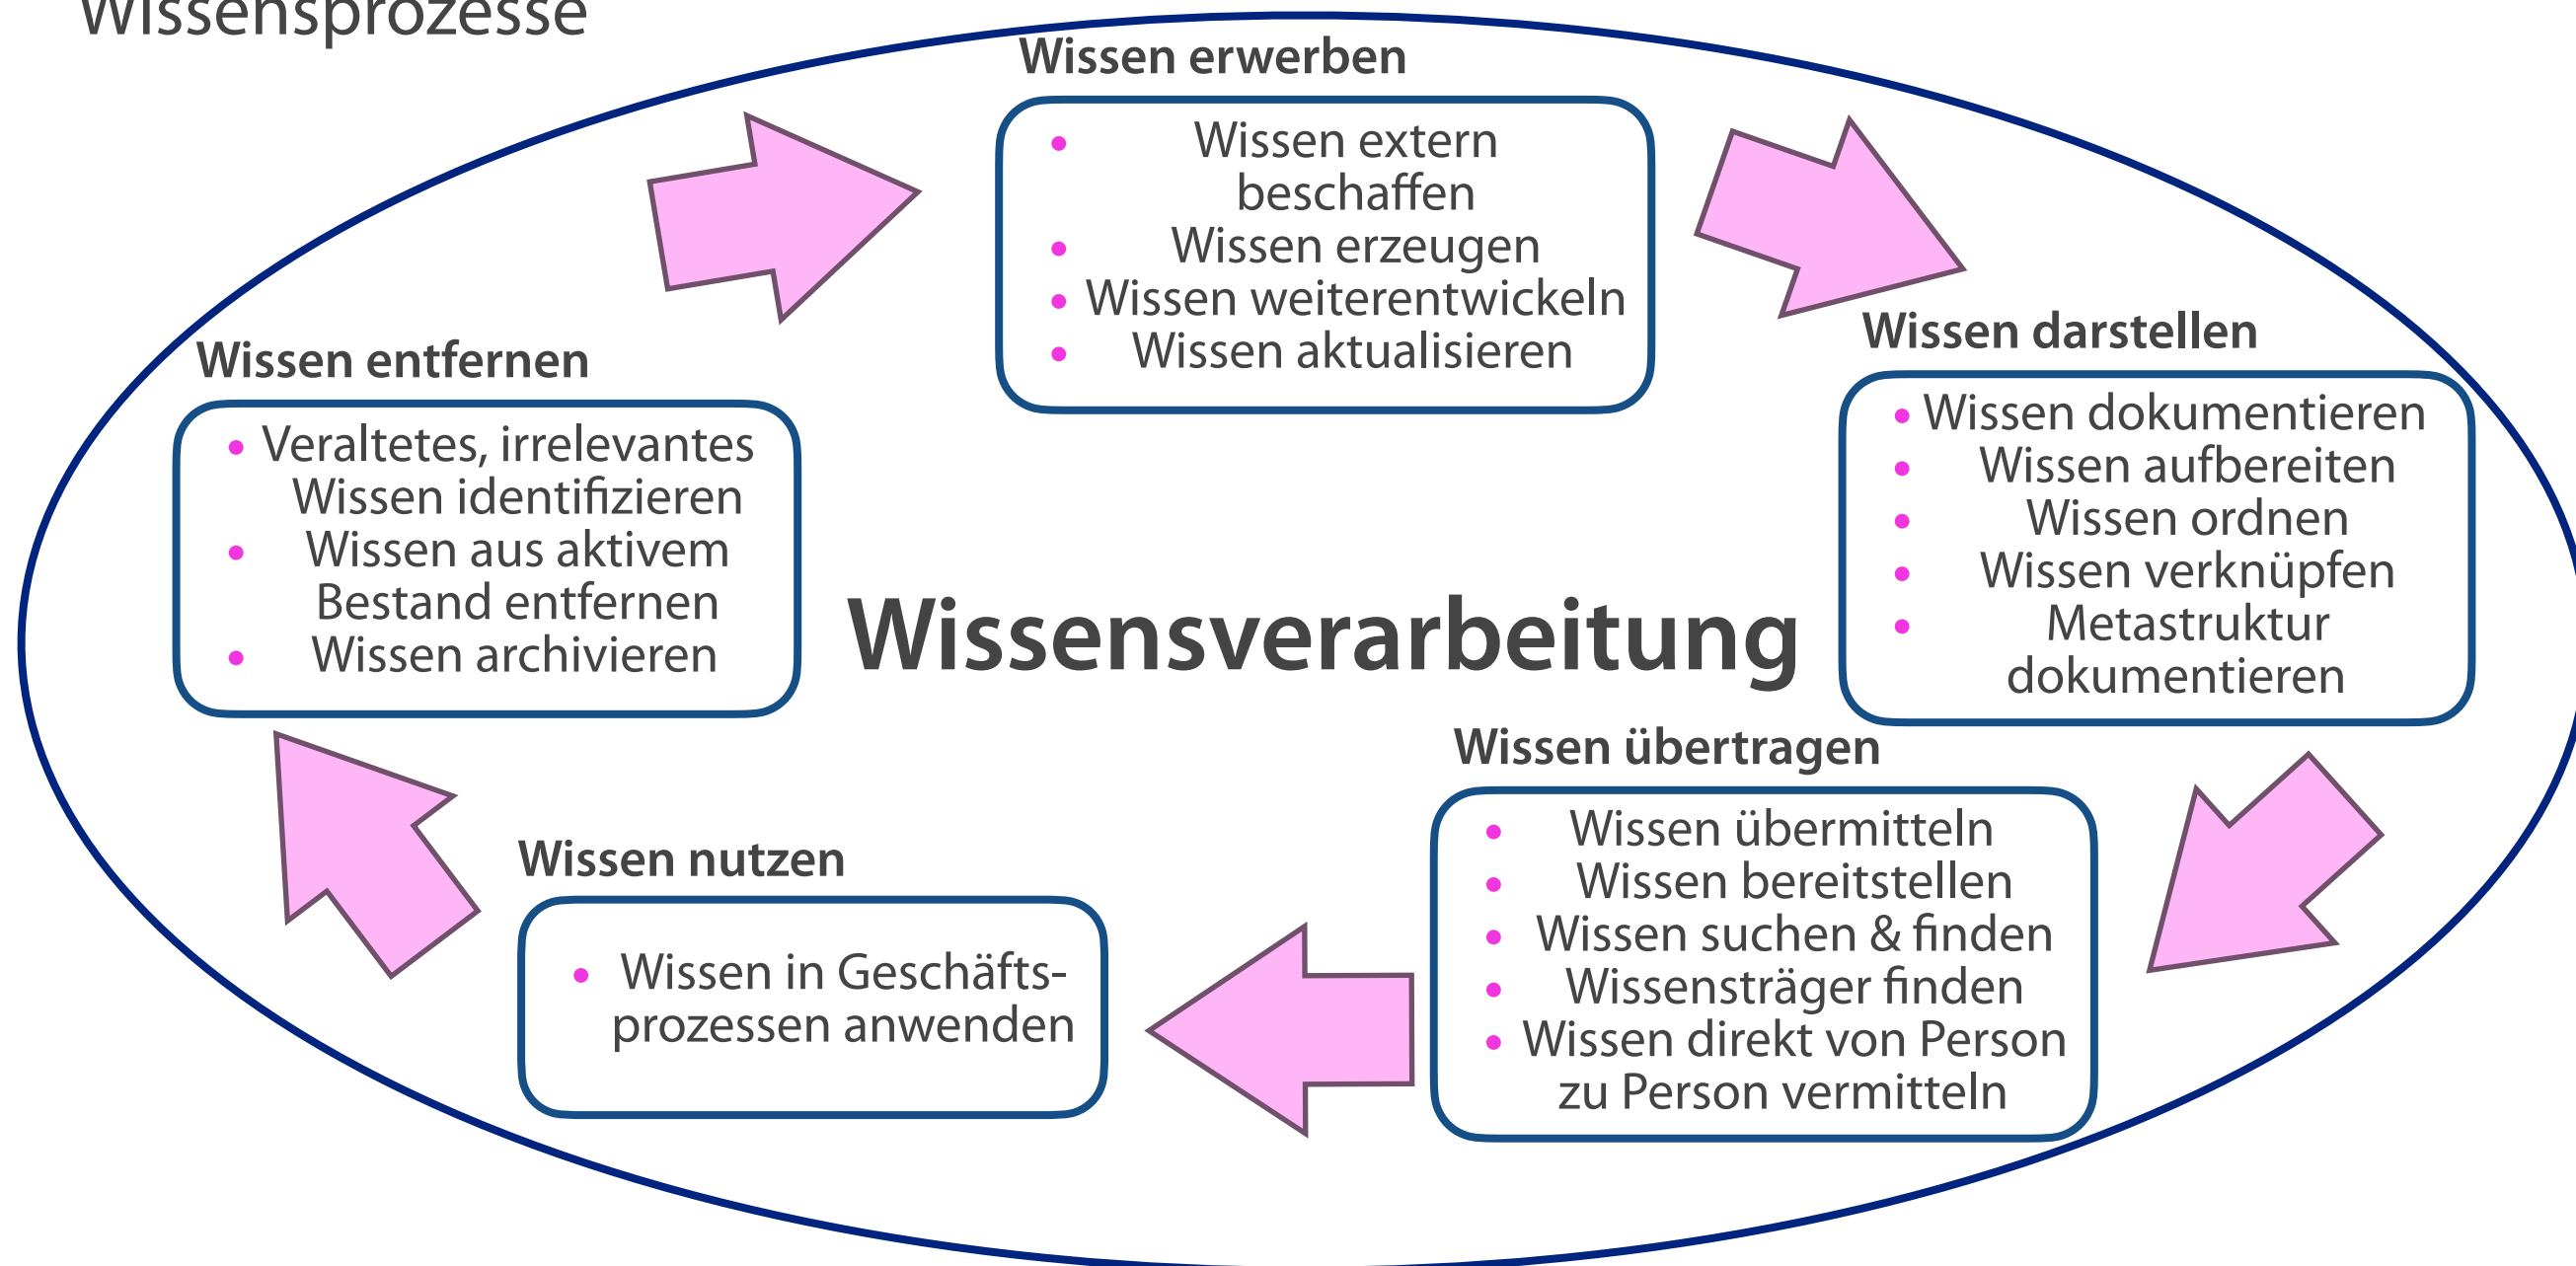 Wissensprozesse
Wissen erwerben
• Wissen extern
beschaffen
• Wissen erzeugen
• Wissen weiterentwickeln
• Wissen aktualisieren
Wissen darstellen
• Wissen dokumentieren
• Wissen aufbereiten
• Wissen ordnen
• Wissen verknüpfen
• Metastruktur
dokumentieren
Wissen entfernen
• Veraltetes, irrelevantes
Wissen identifizieren
• Wissen aus aktivem
Bestand entfernen
• Wissen archivieren
Wissensverarbeitung
Wissen übertragen
• Wissen übermitteln
• Wissen bereitstellen
• Wissen suchen & finden
• Wissensträger finden
• Wissen direkt von Person
zu Person vermitteln
Wissen nutzen
• Wissen in Geschäfts-
prozessen anwenden